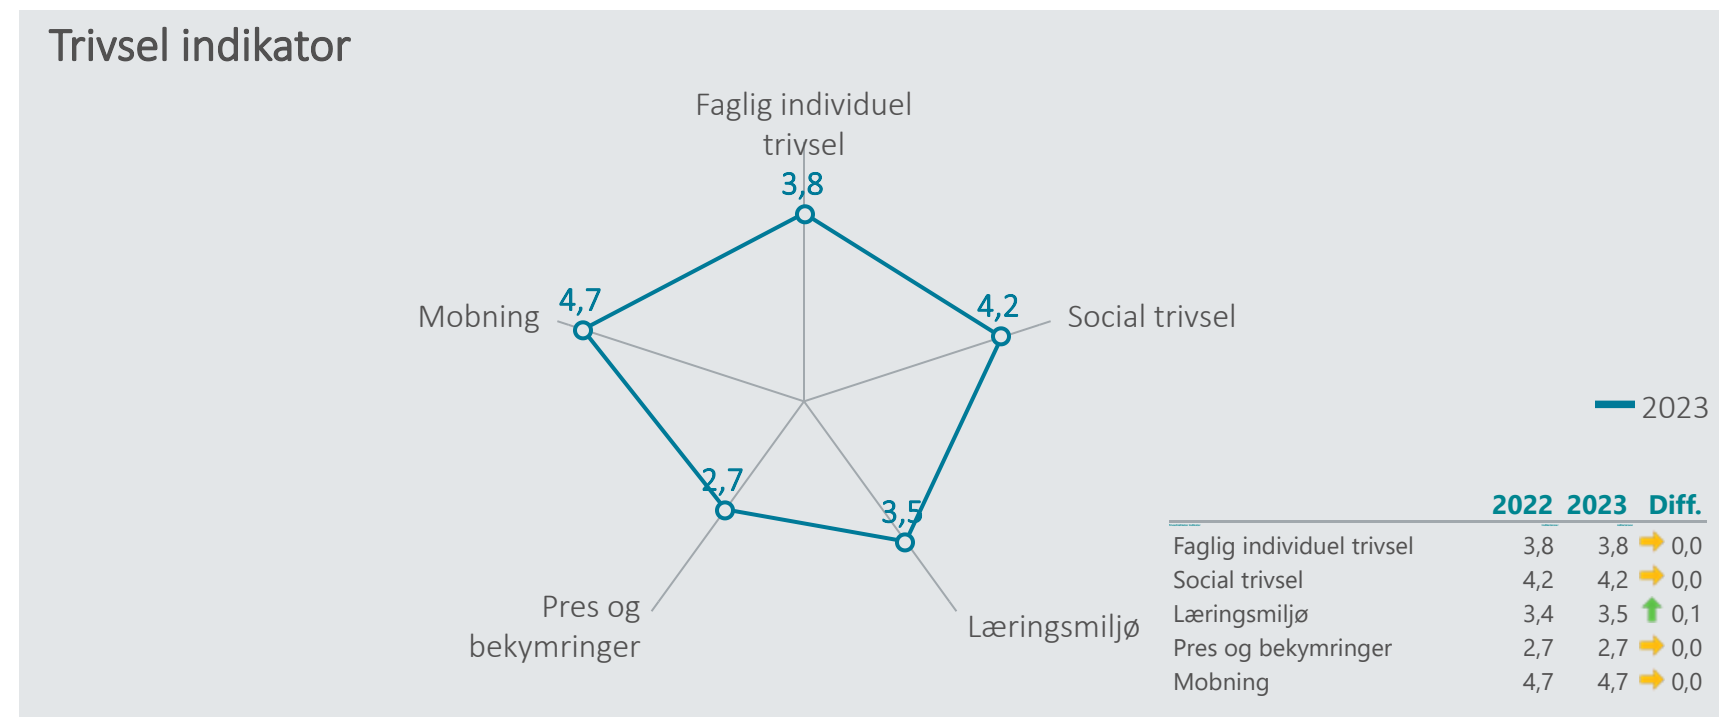 Trivsel indikator
Faglig individuel
trivsel
3,8
4,7
4,2
Mobning
Social trivsel
2023
2,7
3,5
Pres og
bekymringer
Læringsmiljø
2022 2023 Diff.
Faglig individuel trivsel 3,8 3,8 0,0
Social trivsel 4,2 4,2 0,0
Læringsmiljø 3,4 3,5 0,1
Pres og bekymringer 2,7 2,7 0,0
Mobning 4,7 4,7 0,0